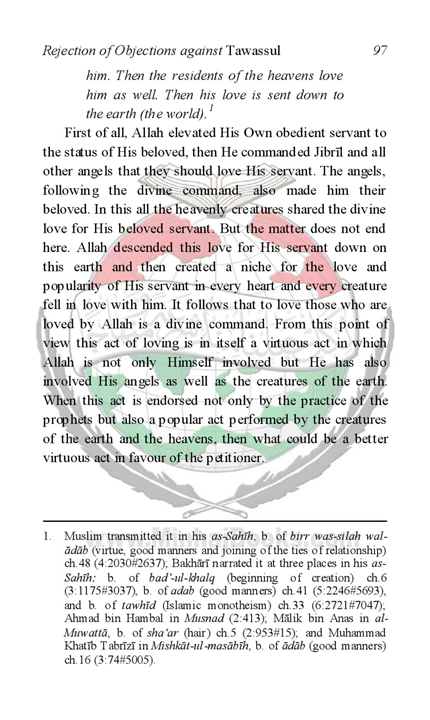 Rejection of Objections against Tawassul 97
him. Then the residents of the heavens love
him as well. Then his love is sent down to
the earth (the world).1
First of all, Allah elevated His Own obedient servant to
the status of His beloved, then He commanded Jibrīl and all
other angels that they should love His servant. The angels,
following the divine command, also made him their
beloved. In this all the heavenly creatures shared the divine
love for His beloved servant. But the matter does not end
here. Allah descended this love for His servant down on
this earth and then created a niche for the love and
popularity of His servant in every heart and every creature
fell in love with him. It follows that to love those who are
loved by Allah is a divine command. From this point of
view this act of loving is in itself a virtuous act in which
Allah is not only Himself involved but He has also
involved His angels as well as the creatures of the earth.
When this act is endorsed not only by the practice of the
prophets but also a popular act performed by the creatures
of the earth and the heavens, then what could be a better
virtuous act in favour of the petitioner.
1. Muslim transmitted it in his as-Sahīh, b. of birr was-silah wal-
ādāb (virtue, good manners and joining of the ties of relationship)
ch.48 (4:2030#2637); Bakhārī narrated it at three places in his as-
Sahīh: b. of bad’-ul-khalq (beginning of creation) ch.6
(3:1175#3037), b. of adab (good manners) ch.41 (5:2246#5693),
and b. of tawhīd (Islamic monotheism) ch.33 (6:2721#7047);
Ahmad bin Hambal in Musnad (2:413); Mālik bin Anas in al-
Muwattā, b. of sha‘ar (hair) ch.5 (2:953#15); and Muhammad
Khatīb Tabrīzī in Mishkāt-ul-masābīh, b. of ādāb (good manners)
ch.16 (3:74#5005).